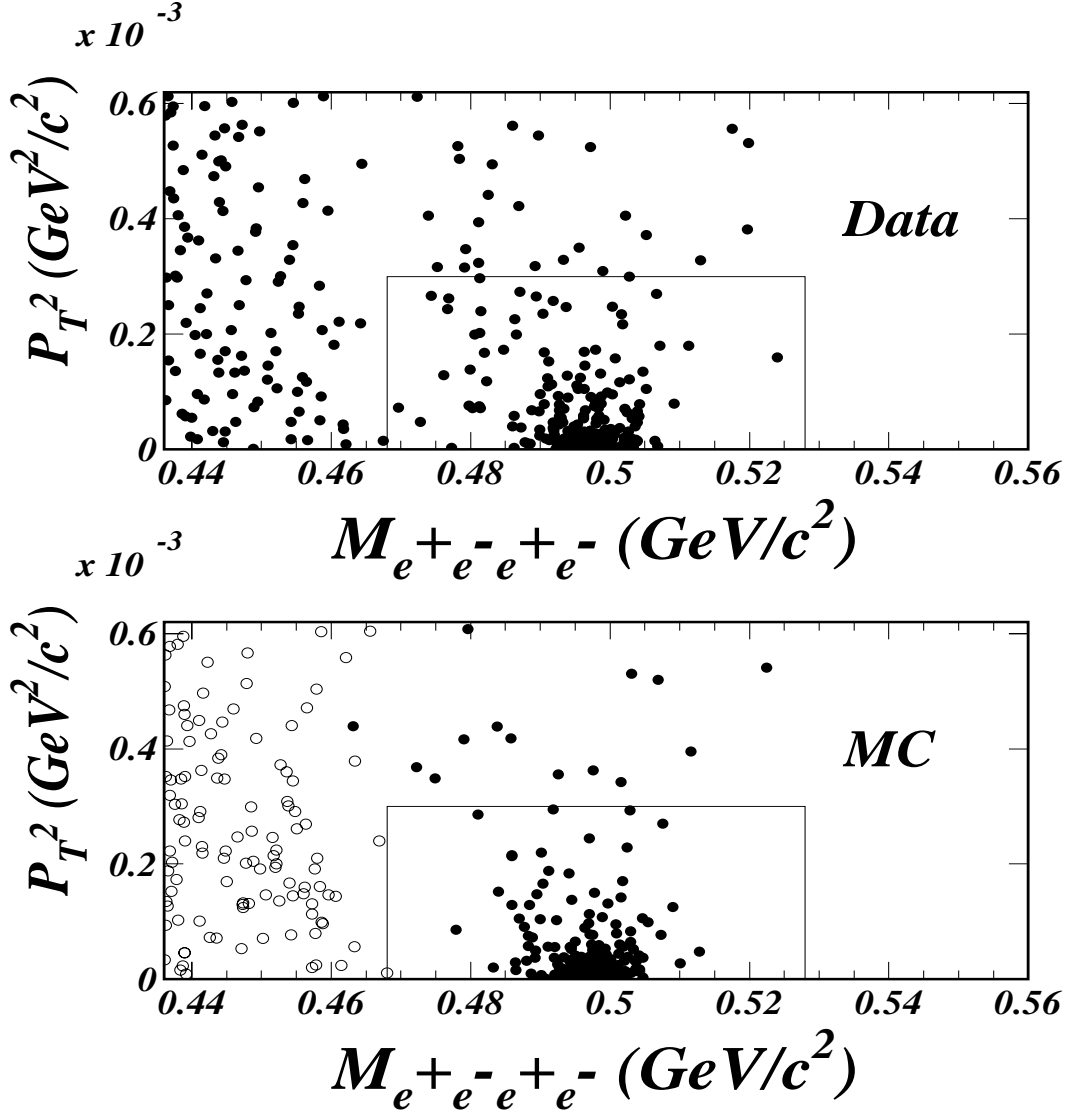 x 10 -3
P_T^2 (GeV^2/c^2)
0.6
0.4
0.2
0
Data
0.44 0.46 0.48 0.5 0.52 0.54 0.56
M_e+e-e+e- (GeV/c^2)
x 10 -3
P_T^2 (GeV^2/c^2)
0.6
0.4
0.2
0
MC
0.44 0.46 0.48 0.5 0.52 0.54 0.56
M_e+e-e+e- (GeV/c^2)